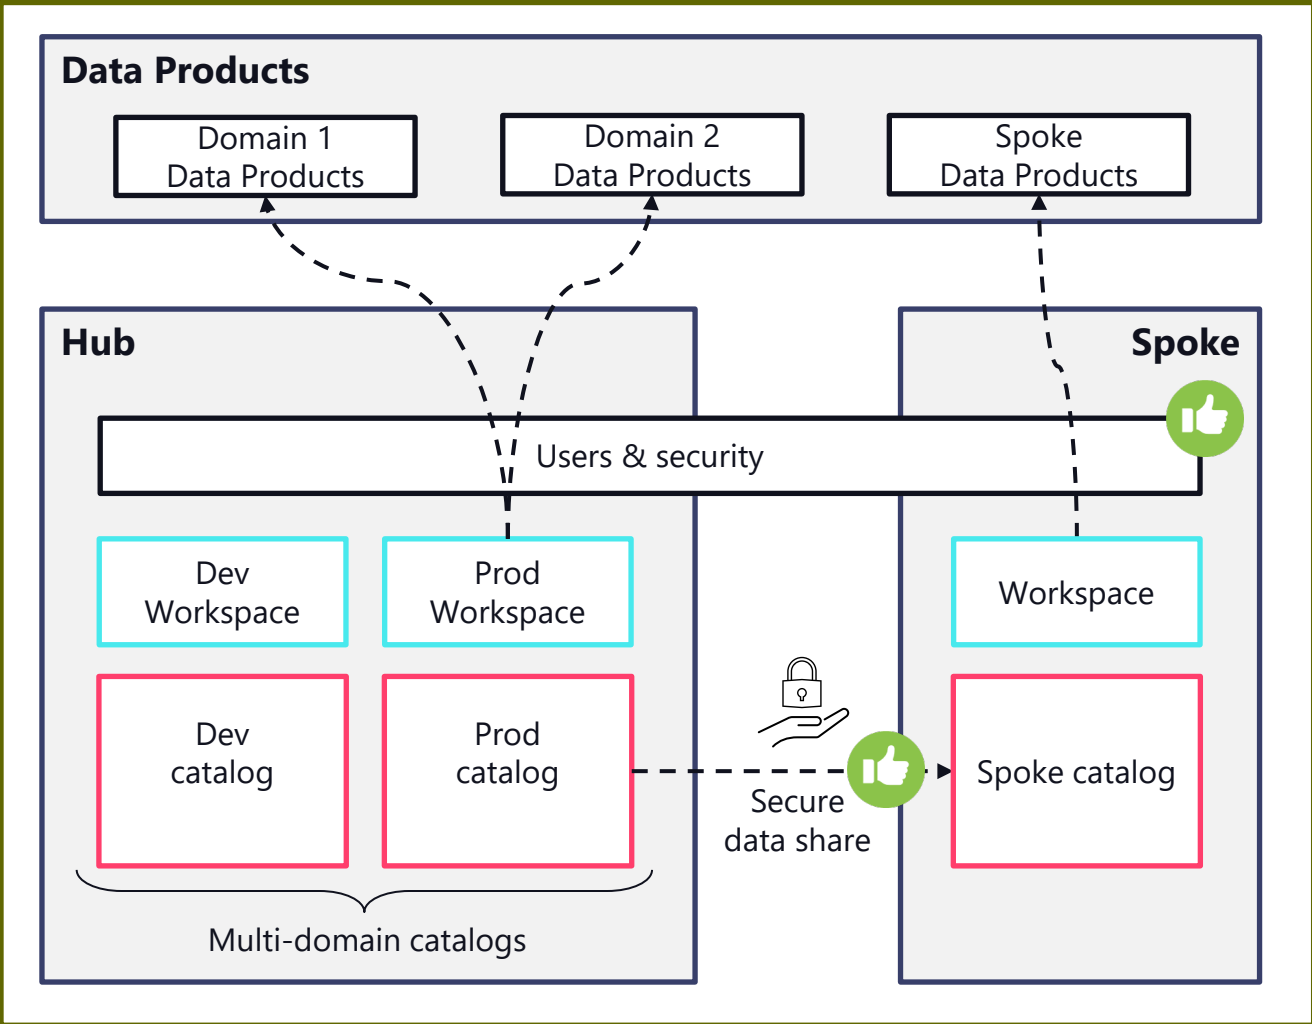 Data Products
Domain 1
Data Products
Domain 2
Data Products
Spoke
Data Products
Hub
Spoke
Users & security
Dev
Workspace
Prod
Workspace
Workspace
Dev
catalog
Prod
catalog
Secure
data share
Spoke catalog
Multi-domain catalogs